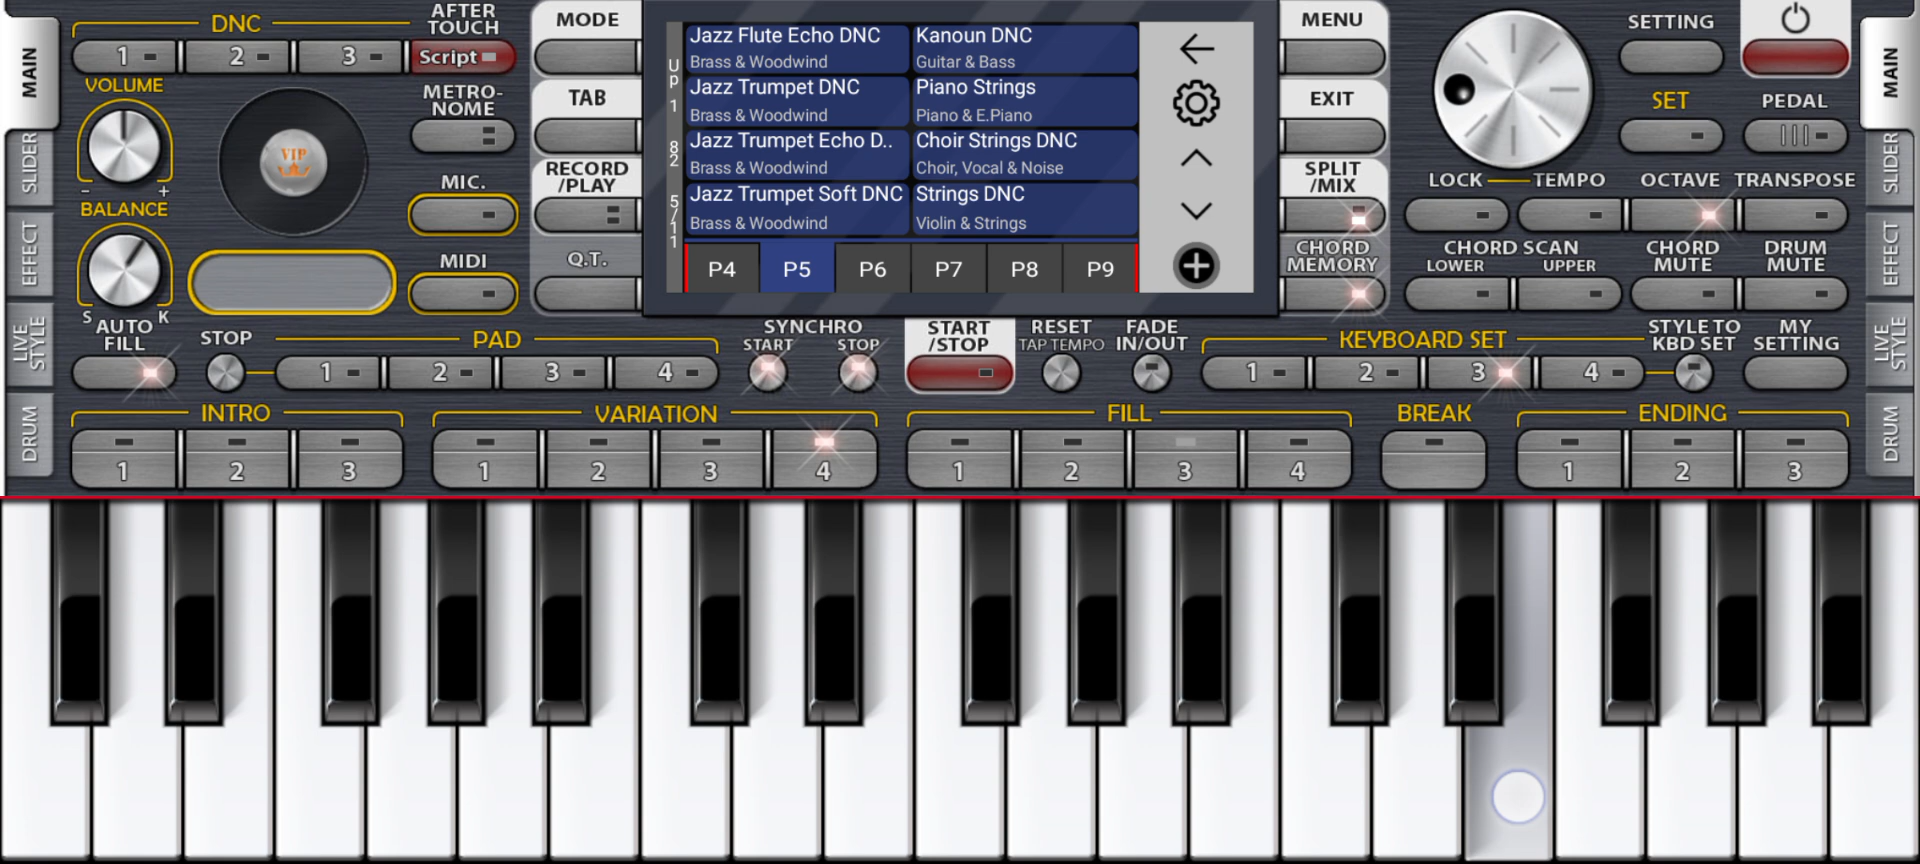 MAIN
SLIDER
EFFECT
LIVE
STYLE
DRUM
DNC
1
2
3
AFTER
TOUCH
Script
VOLUME
- +
BALANCE
S K
VIP
METRO-
NOME
MIC.
MIDI
MODE
TAB
RECORD
/PLAY
Q.T.
UP 1
82
5/11
Jazz Flute Echo DNC
Brass & Woodwind
Kanoun DNC
Guitar & Bass
Jazz Trumpet DNC
Brass & Woodwind
Piano Strings
Piano & E.Piano
Jazz Trumpet Echo D..
Brass & Woodwind
Choir Strings DNC
Choir, Vocal & Noise
Jazz Trumpet Soft DNC
Brass & Woodwind
Strings DNC
Violin & Strings
P4 P5 P6 P7 P8 P9
MENU
EXIT
SPLIT
/MIX
CHORD
MEMORY
SETTING
SET
PEDAL
LOCK TEMPO OCTAVE TRANSPOSE
CHORD SCAN
LOWER UPPER
CHORD
MUTE
DRUM
MUTE
AUTO
FILL
STOP
PAD
1 2 3 4
SYNCHRO
START STOP
START
/STOP
RESET
TAP TEMPO
FADE
IN/OUT
KEYBOARD SET
1 2 3 4
STYLE TO
KBD SET
MY
SETTING
INTRO
1 2 3
VARIATION
1 2 3 4
FILL
1 2 3 4
BREAK
ENDING
1 2 3
MAIN
SLIDER
EFFECT
LIVE
STYLE
DRUM